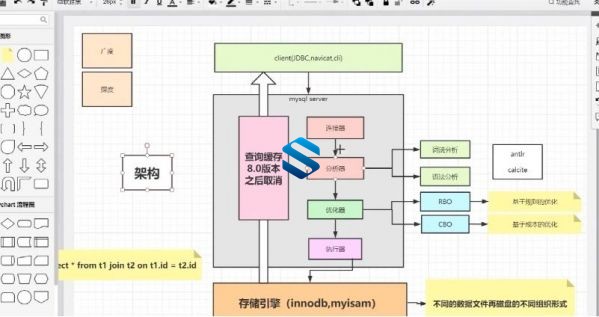 图形
广度
深度
client(JDBC,navicat,cli)
mysql server
连接器
查询缓存
8.0版本
之后取消
分析器
词法分析
语法分析
antlr
calcite
架构
优化器
RBO
CBO
基于规则的优化
基于成本的优化
执行器
ect * from t1 join t2 on t1.id = t2.id
存储引擎（innodb,myisam）
不同的数据文件再磁盘的不同组织形式
ychart 流程图